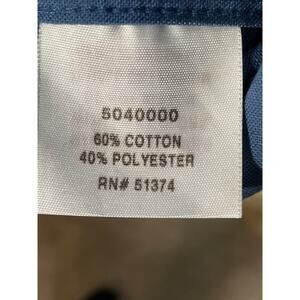 5040000
60% COTTON
40% POLYESTER
RN# 51374